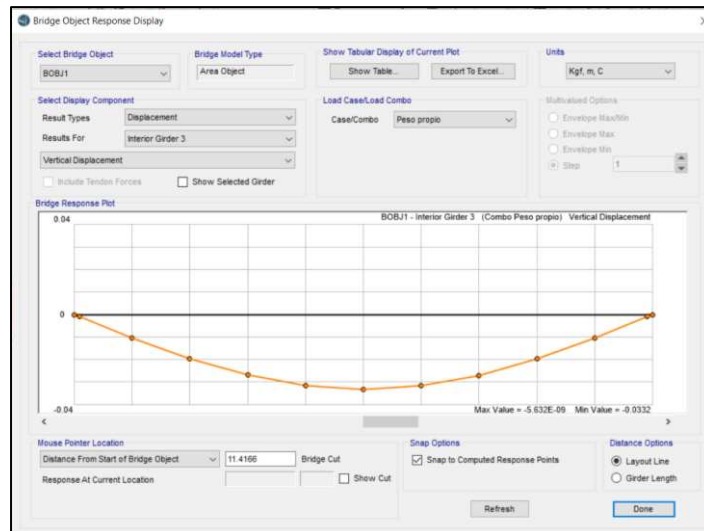 Bridge Object Response Display
Select Bridge Object
BOBJ1
Bridge Model Type
Area Object
Show Tabular Display of Current Plot
Show Table...
Export To Excel...
Units
Kgf, m, C
Select Display Component
Result Types
Displacement
Results For
Interior Girder 3
Vertical Displacement
Include Tendon Forces
Show Selected Girder
Load Case/Load Combo
Case/Combo
Peso propio
Multivalued Options
Envelope Max/Min
Envelope Max
Envelope Min
Step
1
Bridge Response Plot
0.04
BOBJ1 - Interior Girder 3 (Combo Peso propio) Vertical Displacement
0
-0.04
Max Value = -5,632E-09 Min Value = -0.0332
Mouse Pointer Location
Distance From Start of Bridge Object
11.4166
Bridge Cut
Response At Current Location
Show Cut
Snap Options
Snap to Computed Response Points
Distance Options
Layout Line
Girder Length
Refresh
Done